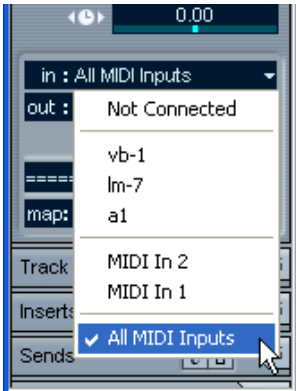 0.00
in : All MIDI Inputs
out :
Not Connected
vb-1
lm-7
a1
map:
MIDI In 2
Track
MIDI In 1
Inserts
All MIDI Inputs
Sends